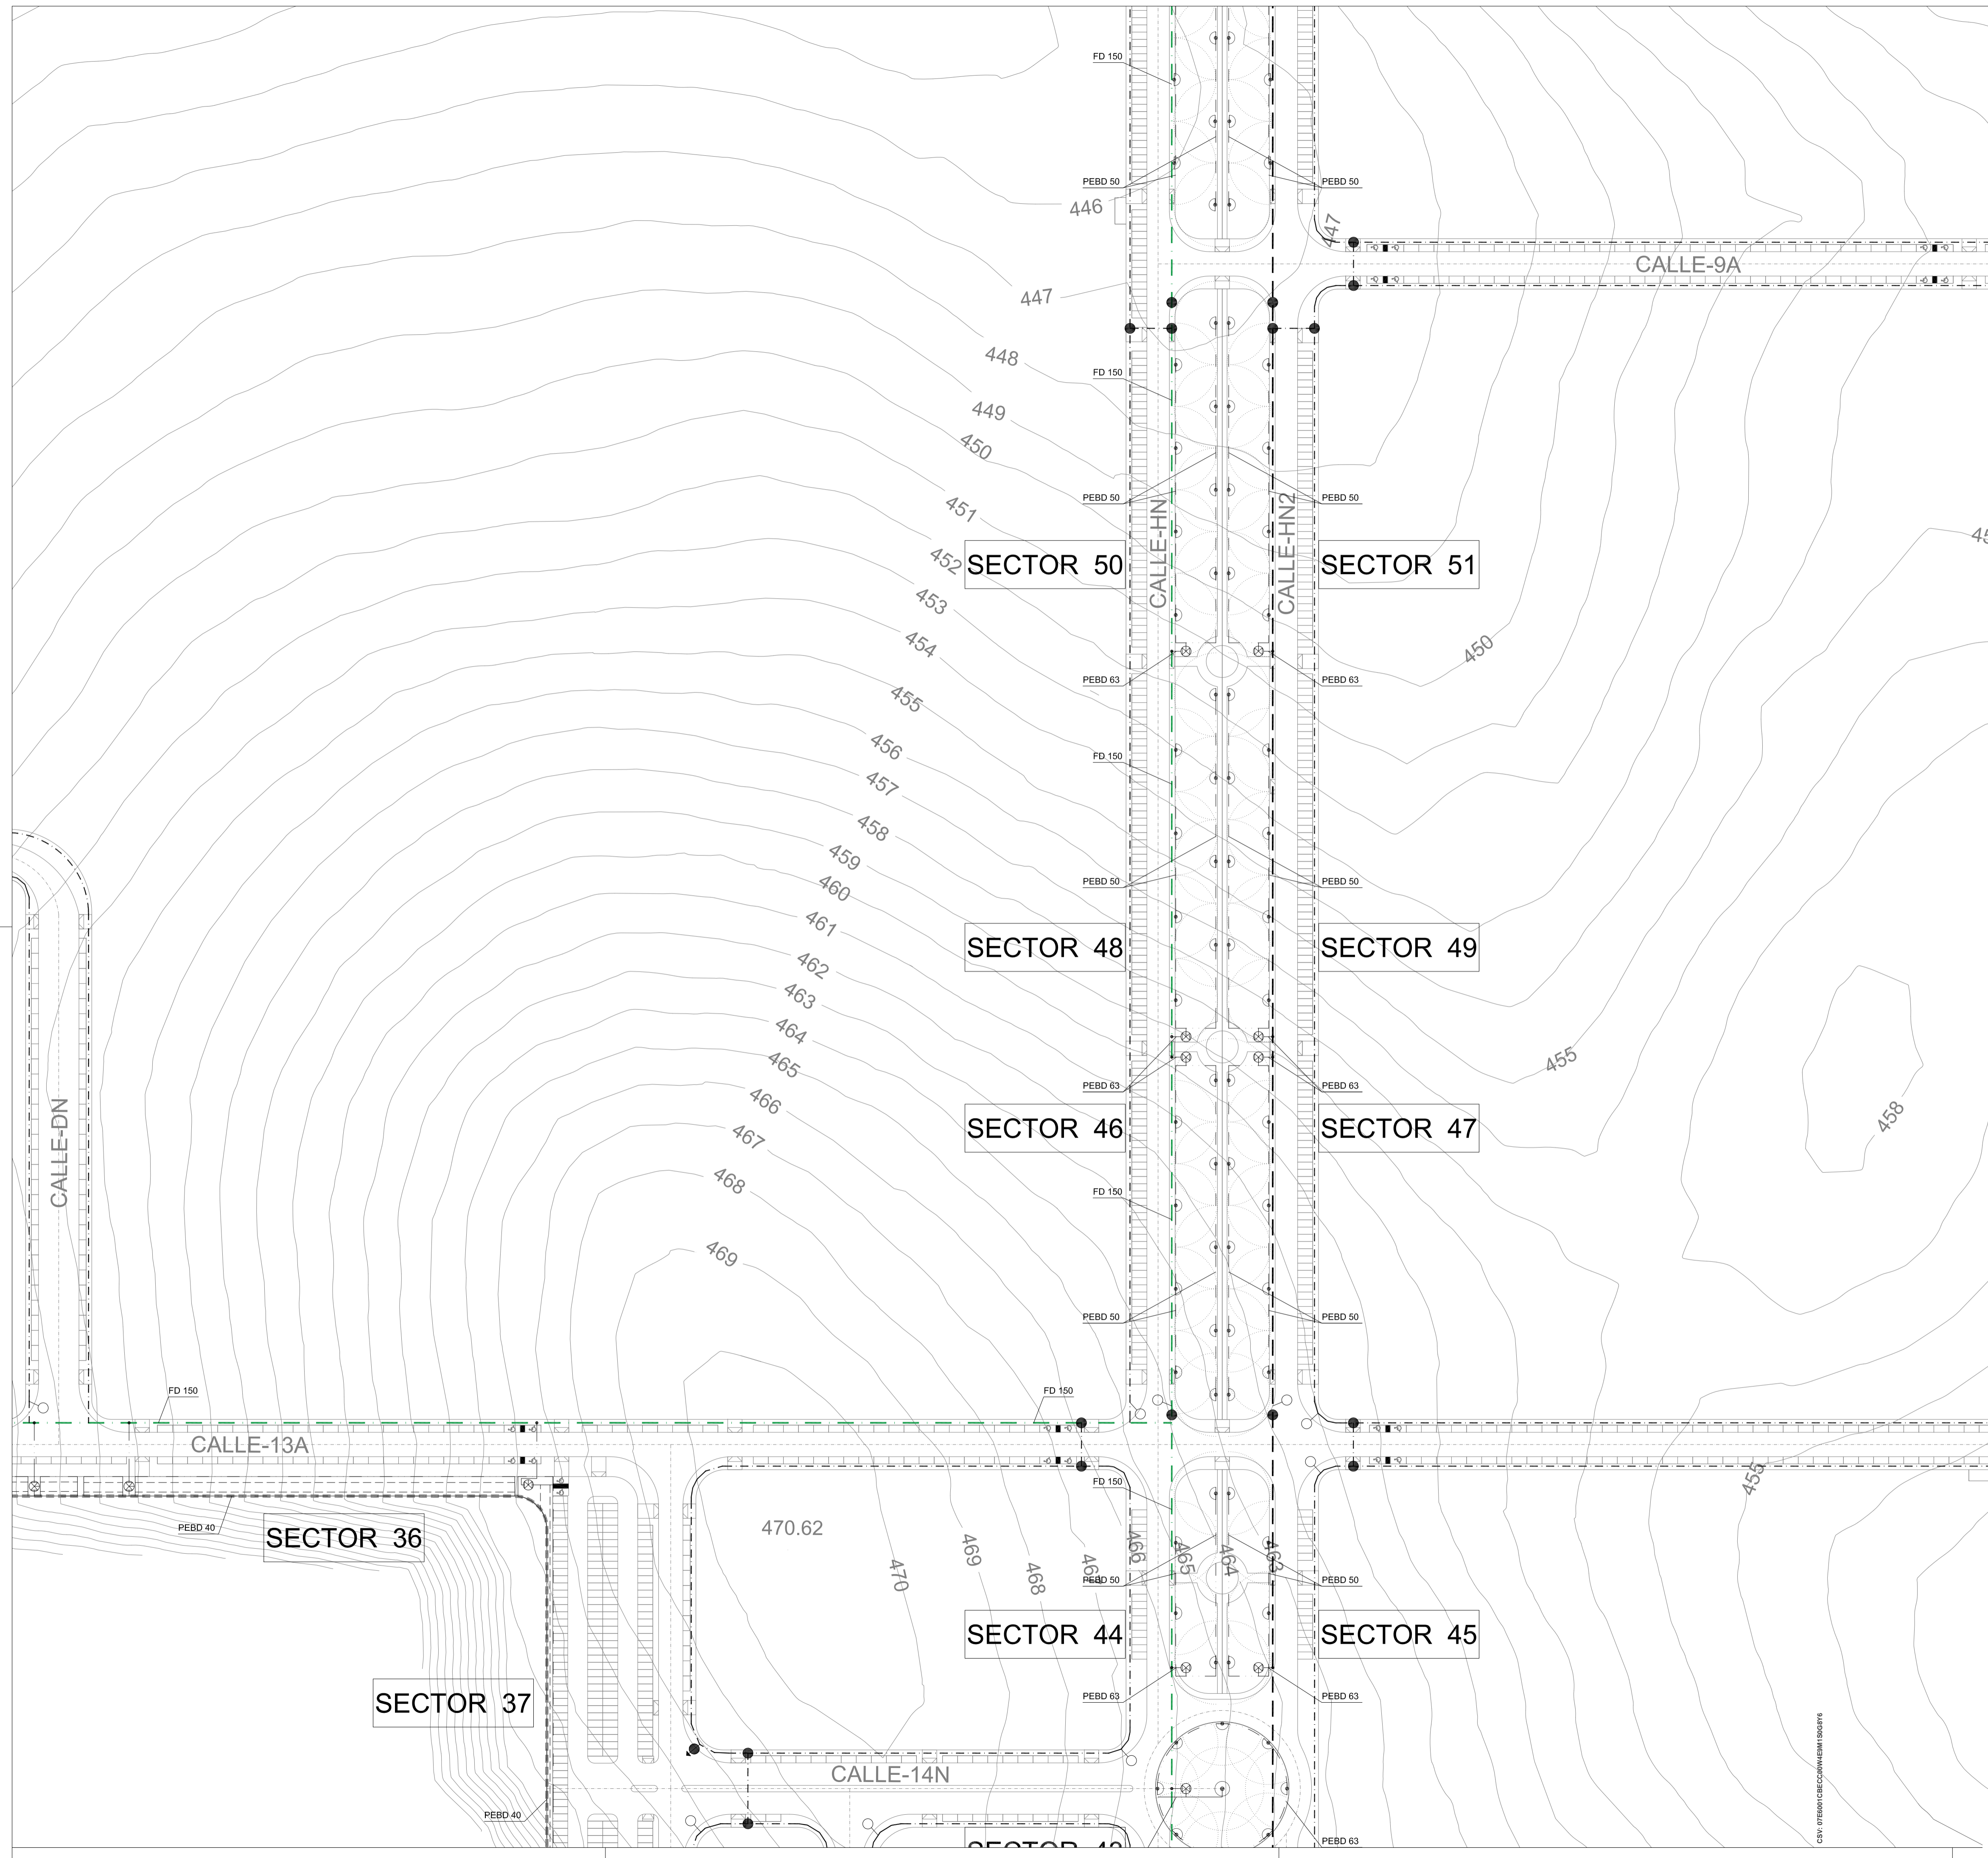 FD 150
PEBD 50
PEBD 50
446
447
CALLE-9A
447
448
FD 150
449
450
451
PEBD 50
PEBD 50
CALLE-HN
CALLE-HN2
452
SECTOR 50
SECTOR 51
453
454
450
PEBD 63
PEBD 63
455
456
FD 150
457
458
459
460
PEBD 50
PEBD 50
461
SECTOR 48
SECTOR 49
462
463
464
465
455
PEBD 63
PEBD 63
466
458
467
SECTOR 46
SECTOR 47
CALLE-DN
468
FD 150
469
PEBD 50
PEBD 50
FD 150
FD 150
CALLE-13A
455
FD 150
PEBD 40
SECTOR 36
470.62
470
469
468
466
465
464
463
PEBD 50
PEBD 50
SECTOR 44
SECTOR 45
SECTOR 37
PEBD 63
PEBD 63
CALLE-14N
PEBD 40
PEBD 63